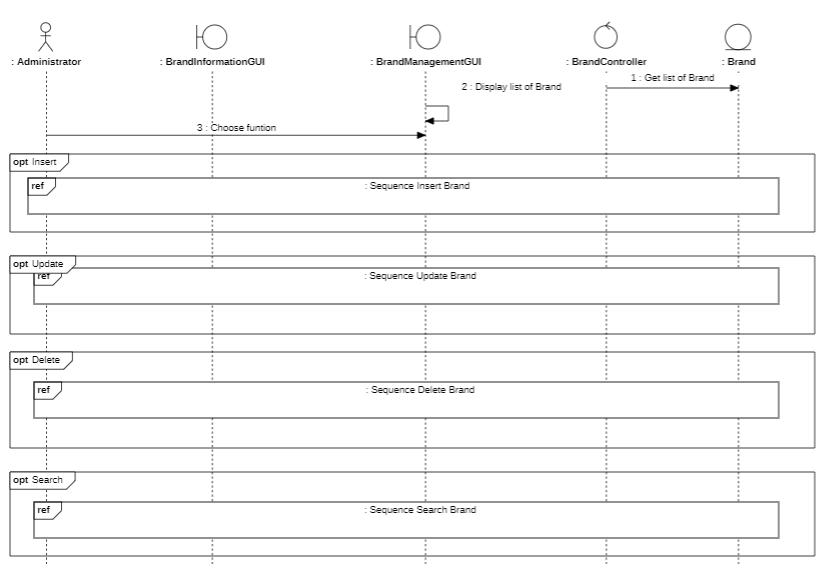 : Administrator
: BrandInformationGUI
: BrandManagementGUI
: BrandController
: Brand
1 : Get list of Brand
2 : Display list of Brand
3 : Choose funtion
opt Insert
ref
: Sequence Insert Brand
opt Update
ref
: Sequence Update Brand
opt Delete
ref
: Sequence Delete Brand
opt Search
ref
: Sequence Search Brand